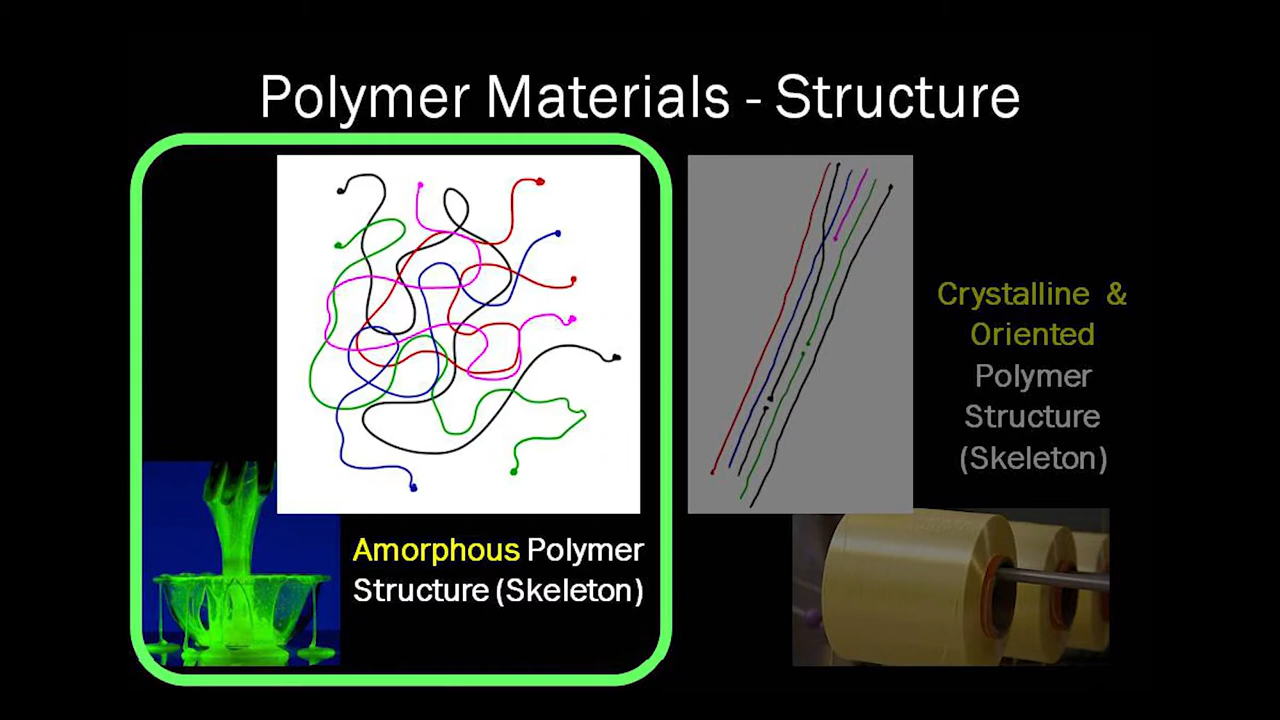 Polymer Materials - Structure
Amorphous Polymer
Structure (Skeleton)
Crystalline &
Oriented
Polymer
Structure
(Skeleton)